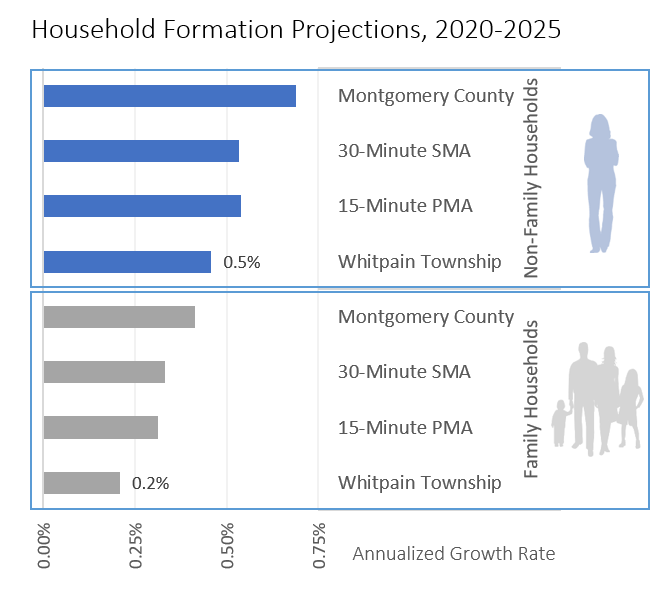 Household Formation Projections, 2020-2025
Montgomery County
30-Minute SMA
15-Minute PMA
0.5%
Whitpain Township
Non-Family Households
Montgomery County
30-Minute SMA
15-Minute PMA
0.2%
Whitpain Township
Family Households
0.00%
0.25%
0.50%
0.75%
Annualized Growth Rate